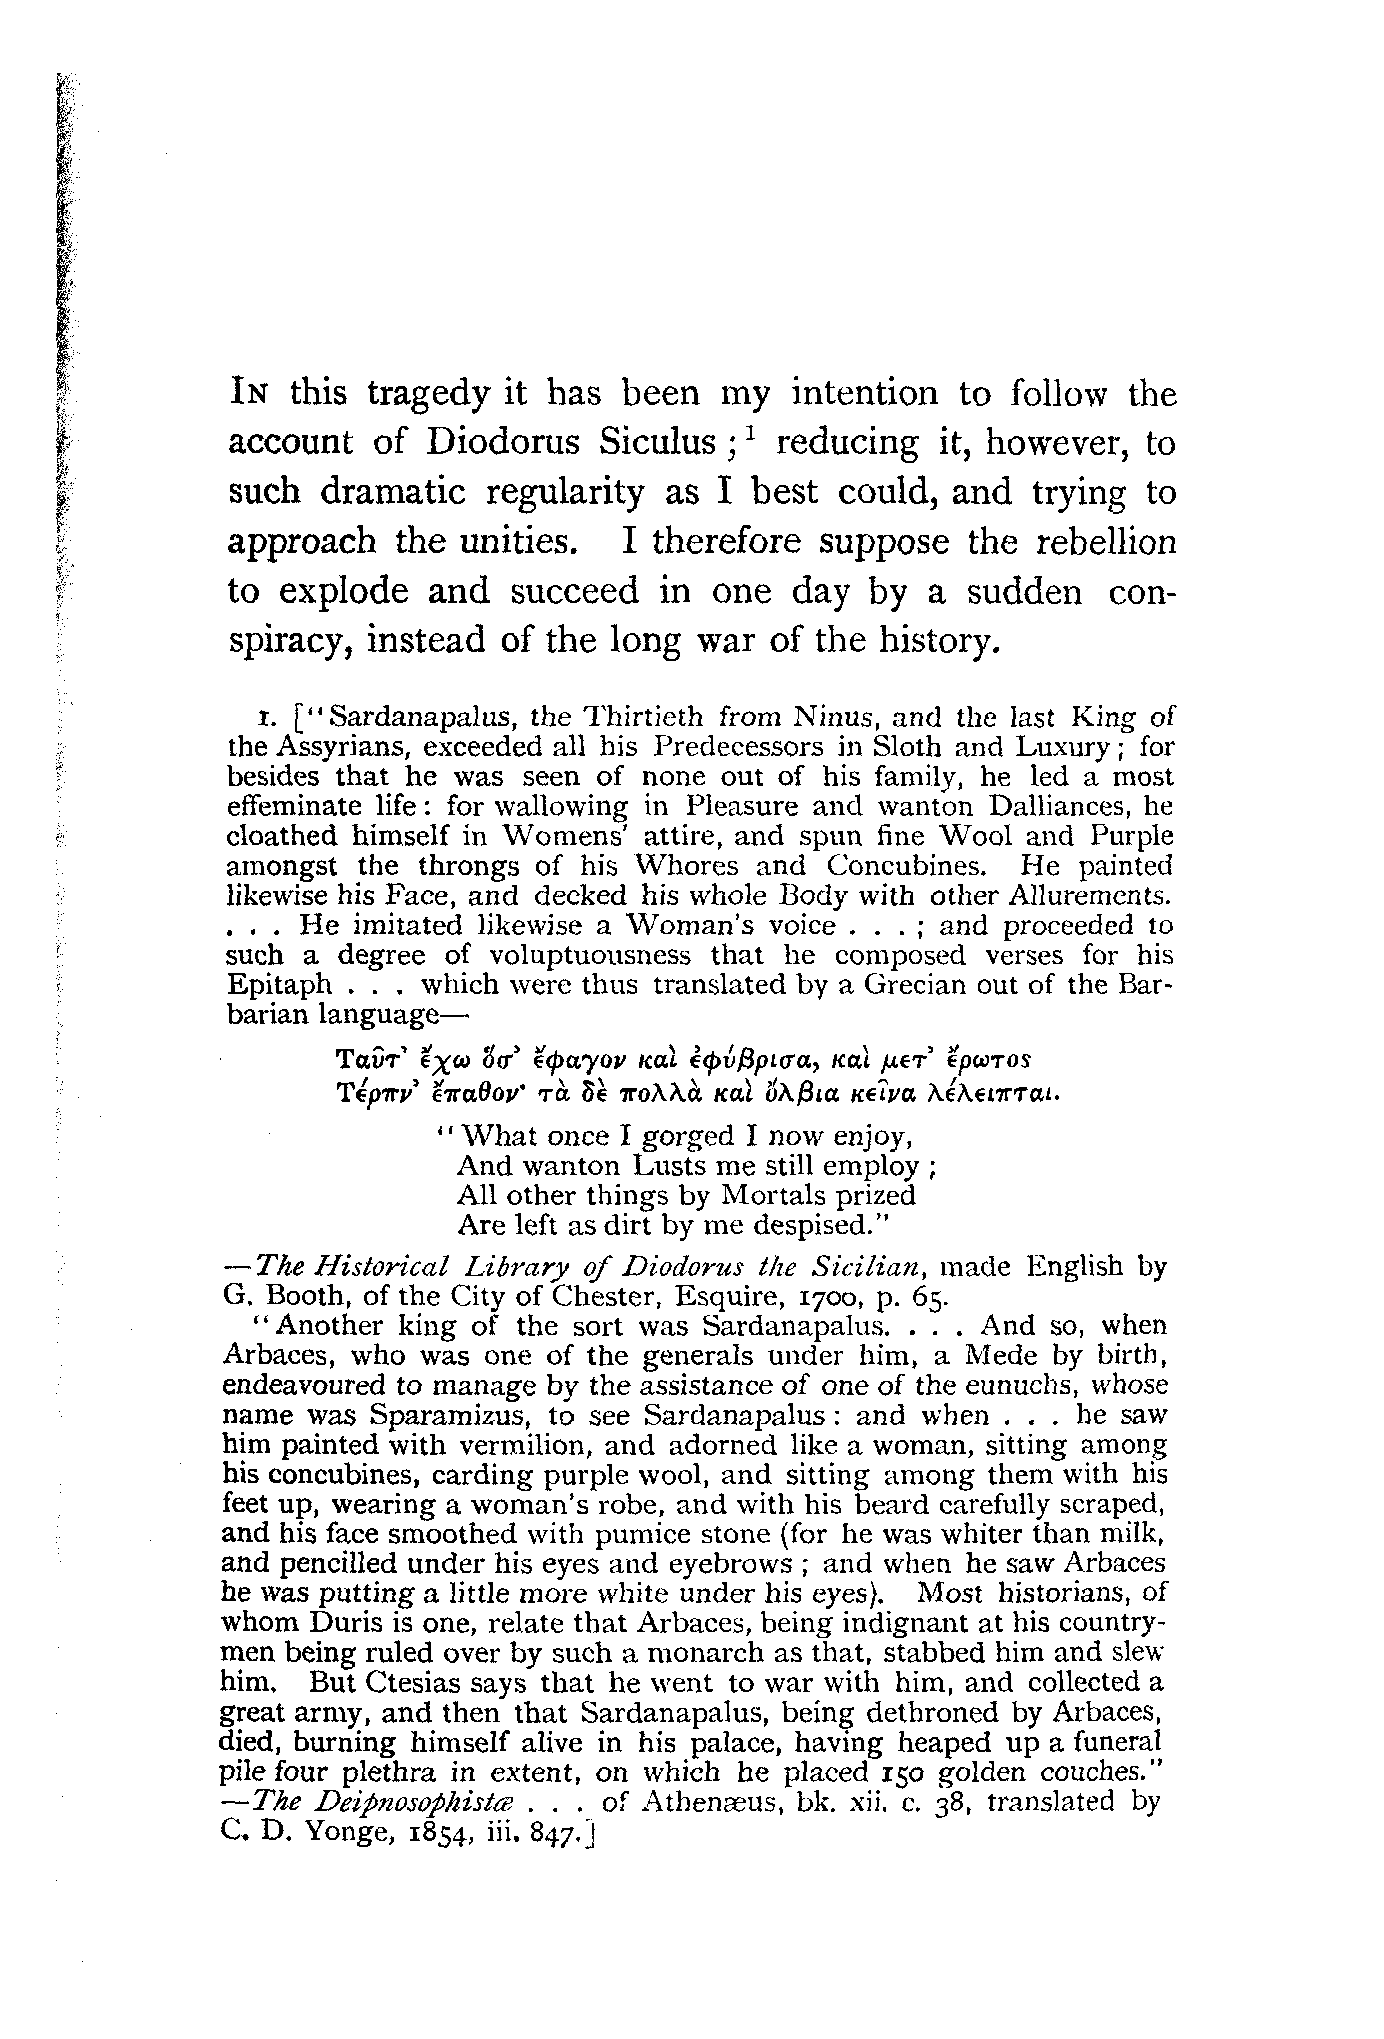 IN this tragedy it has been my intention to follow the
account of Diodorus Siculus ;¹ reducing it, however, to
such dramatic regularity as I best could, and trying to
approach the unities. I therefore suppose the rebellion
to explode and succeed in one day by a sudden con-
spiracy, instead of the long war of the history.
1. ["Sardanapalus, the Thirtieth from Ninus, and the last King of
the Assyrians, exceeded all his Predecessors in Sloth and Luxury; for
besides that he was seen of none out of his family, he led a most
effeminate life: for wallowing in Pleasure and wanton Dalliances, he
cloathed himself in Womens' attire, and spun fine Wool and Purple
amongst the throngs of his Whores and Concubines. He painted
likewise his Face, and decked his whole Body with other Allurements.
. . . He imitated likewise a Woman's voice . . . ; and proceeded to
such a degree of voluptuousness that he composed verses for his
Epitaph . . . which were thus translated by a Grecian out of the Bar-
barian language—
Ταῦτ' ἔχω ὅσ' ἔφαγον καὶ ἐφύβρισα, καὶ μετ' ἔρωτος
Τέρπν' ἔπαθον· τὰ δὲ πολλὰ καὶ ὄλβια κεῖνα λέλειπται.
"What once I gorged I now enjoy,
And wanton Lusts me still employ ;
All other things by Mortals prized
Are left as dirt by me despised."
—The Historical Library of Diodorus the Sicilian, made English by
G. Booth, of the City of Chester, Esquire, 1700, p. 65.
"Another king of the sort was Sardanapalus. . . . And so, when
Arbaces, who was one of the generals under him, a Mede by birth,
endeavoured to manage by the assistance of one of the eunuchs, whose
name was Sparamizus, to see Sardanapalus: and when . . . he saw
him painted with vermilion, and adorned like a woman, sitting among
his concubines, carding purple wool, and sitting among them with his
feet up, wearing a woman's robe, and with his beard carefully scraped,
and his face smoothed with pumice stone (for he was whiter than milk,
and pencilled under his eyes and eyebrows ; and when he saw Arbaces
he was putting a little more white under his eyes). Most historians, of
whom Duris is one, relate that Arbaces, being indignant at his country-
men being ruled over by such a monarch as that, stabbed him and slew
him. But Ctesias says that he went to war with him, and collected a
great army, and then that Sardanapalus, being dethroned by Arbaces,
died, burning himself alive in his palace, having heaped up a funeral
pile four plethra in extent, on which he placed 150 golden couches."
—The Deipnosophistæ . . . of Athenæus, bk. xii. c. 38, translated by
C. D. Yonge, 1854, iii. 847.]